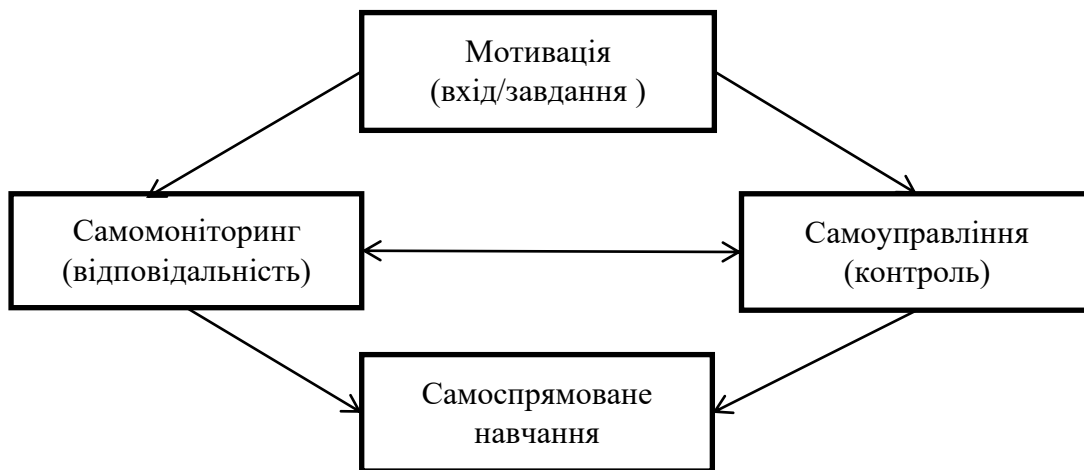 Мотивація
(вхід/завдання )
Самомоніторинг
(відповідальність)
Самоуправління
(контроль)
Самоспрямоване
навчання